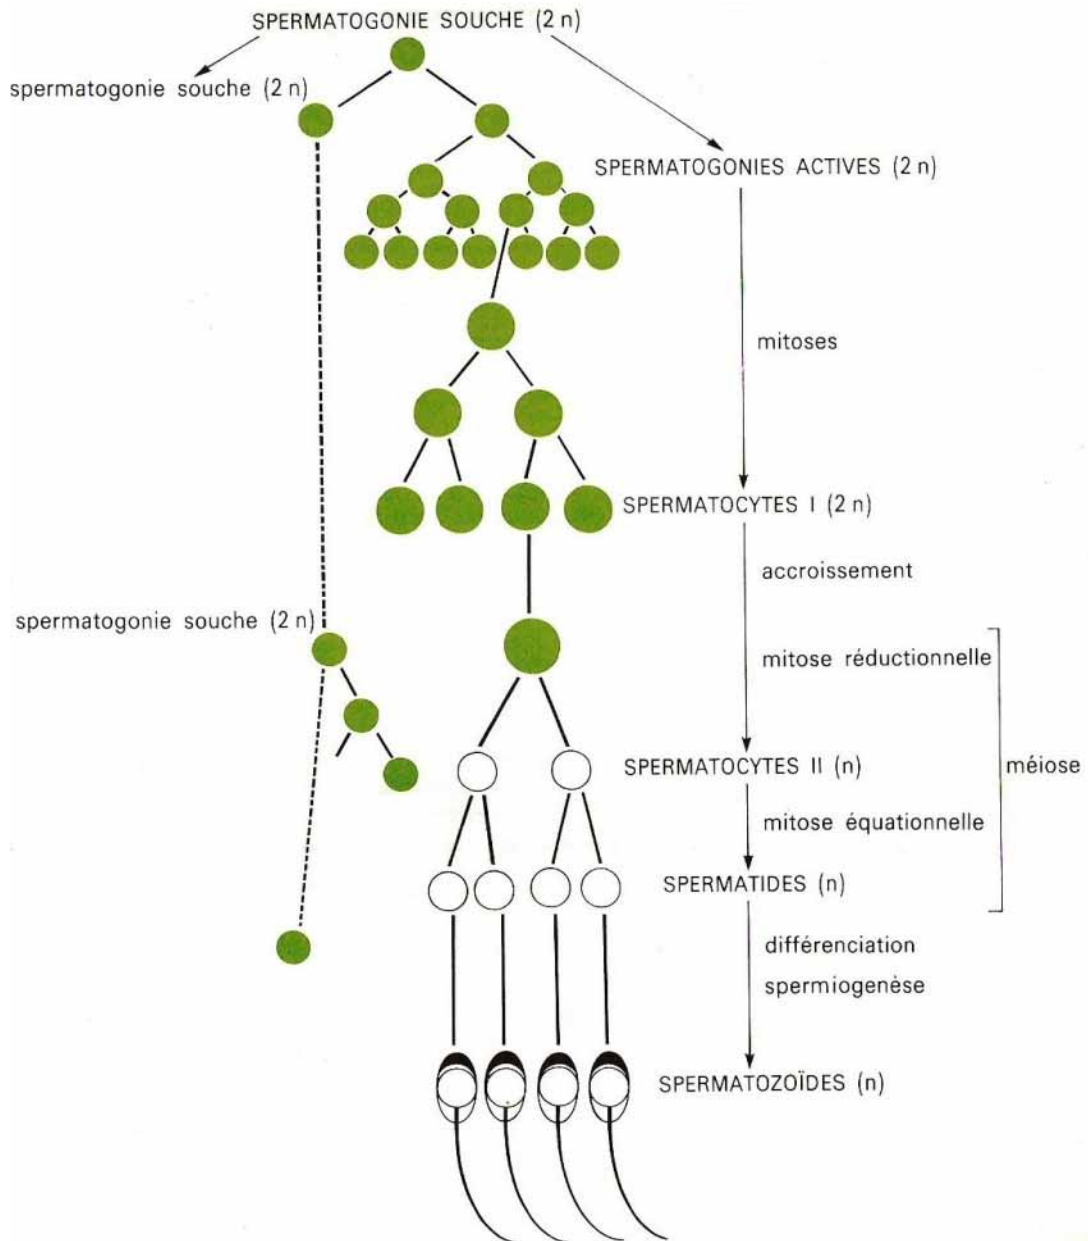 SPERMATOGONIE SOUCHE (2 n)
spermatogonie souche (2 n)
SPERMATOGONIES ACTIVES (2 n)
mitoses
SPERMATOCYTES I (2 n)
accroissement
spermatogonie souche (2 n)
mitose réductionnelle
SPERMATOCYTES II (n)
méiose
mitose équationnelle
SPERMATIDES (n)
différenciation
spermiogenèse
SPERMATOZOÏDES (n)